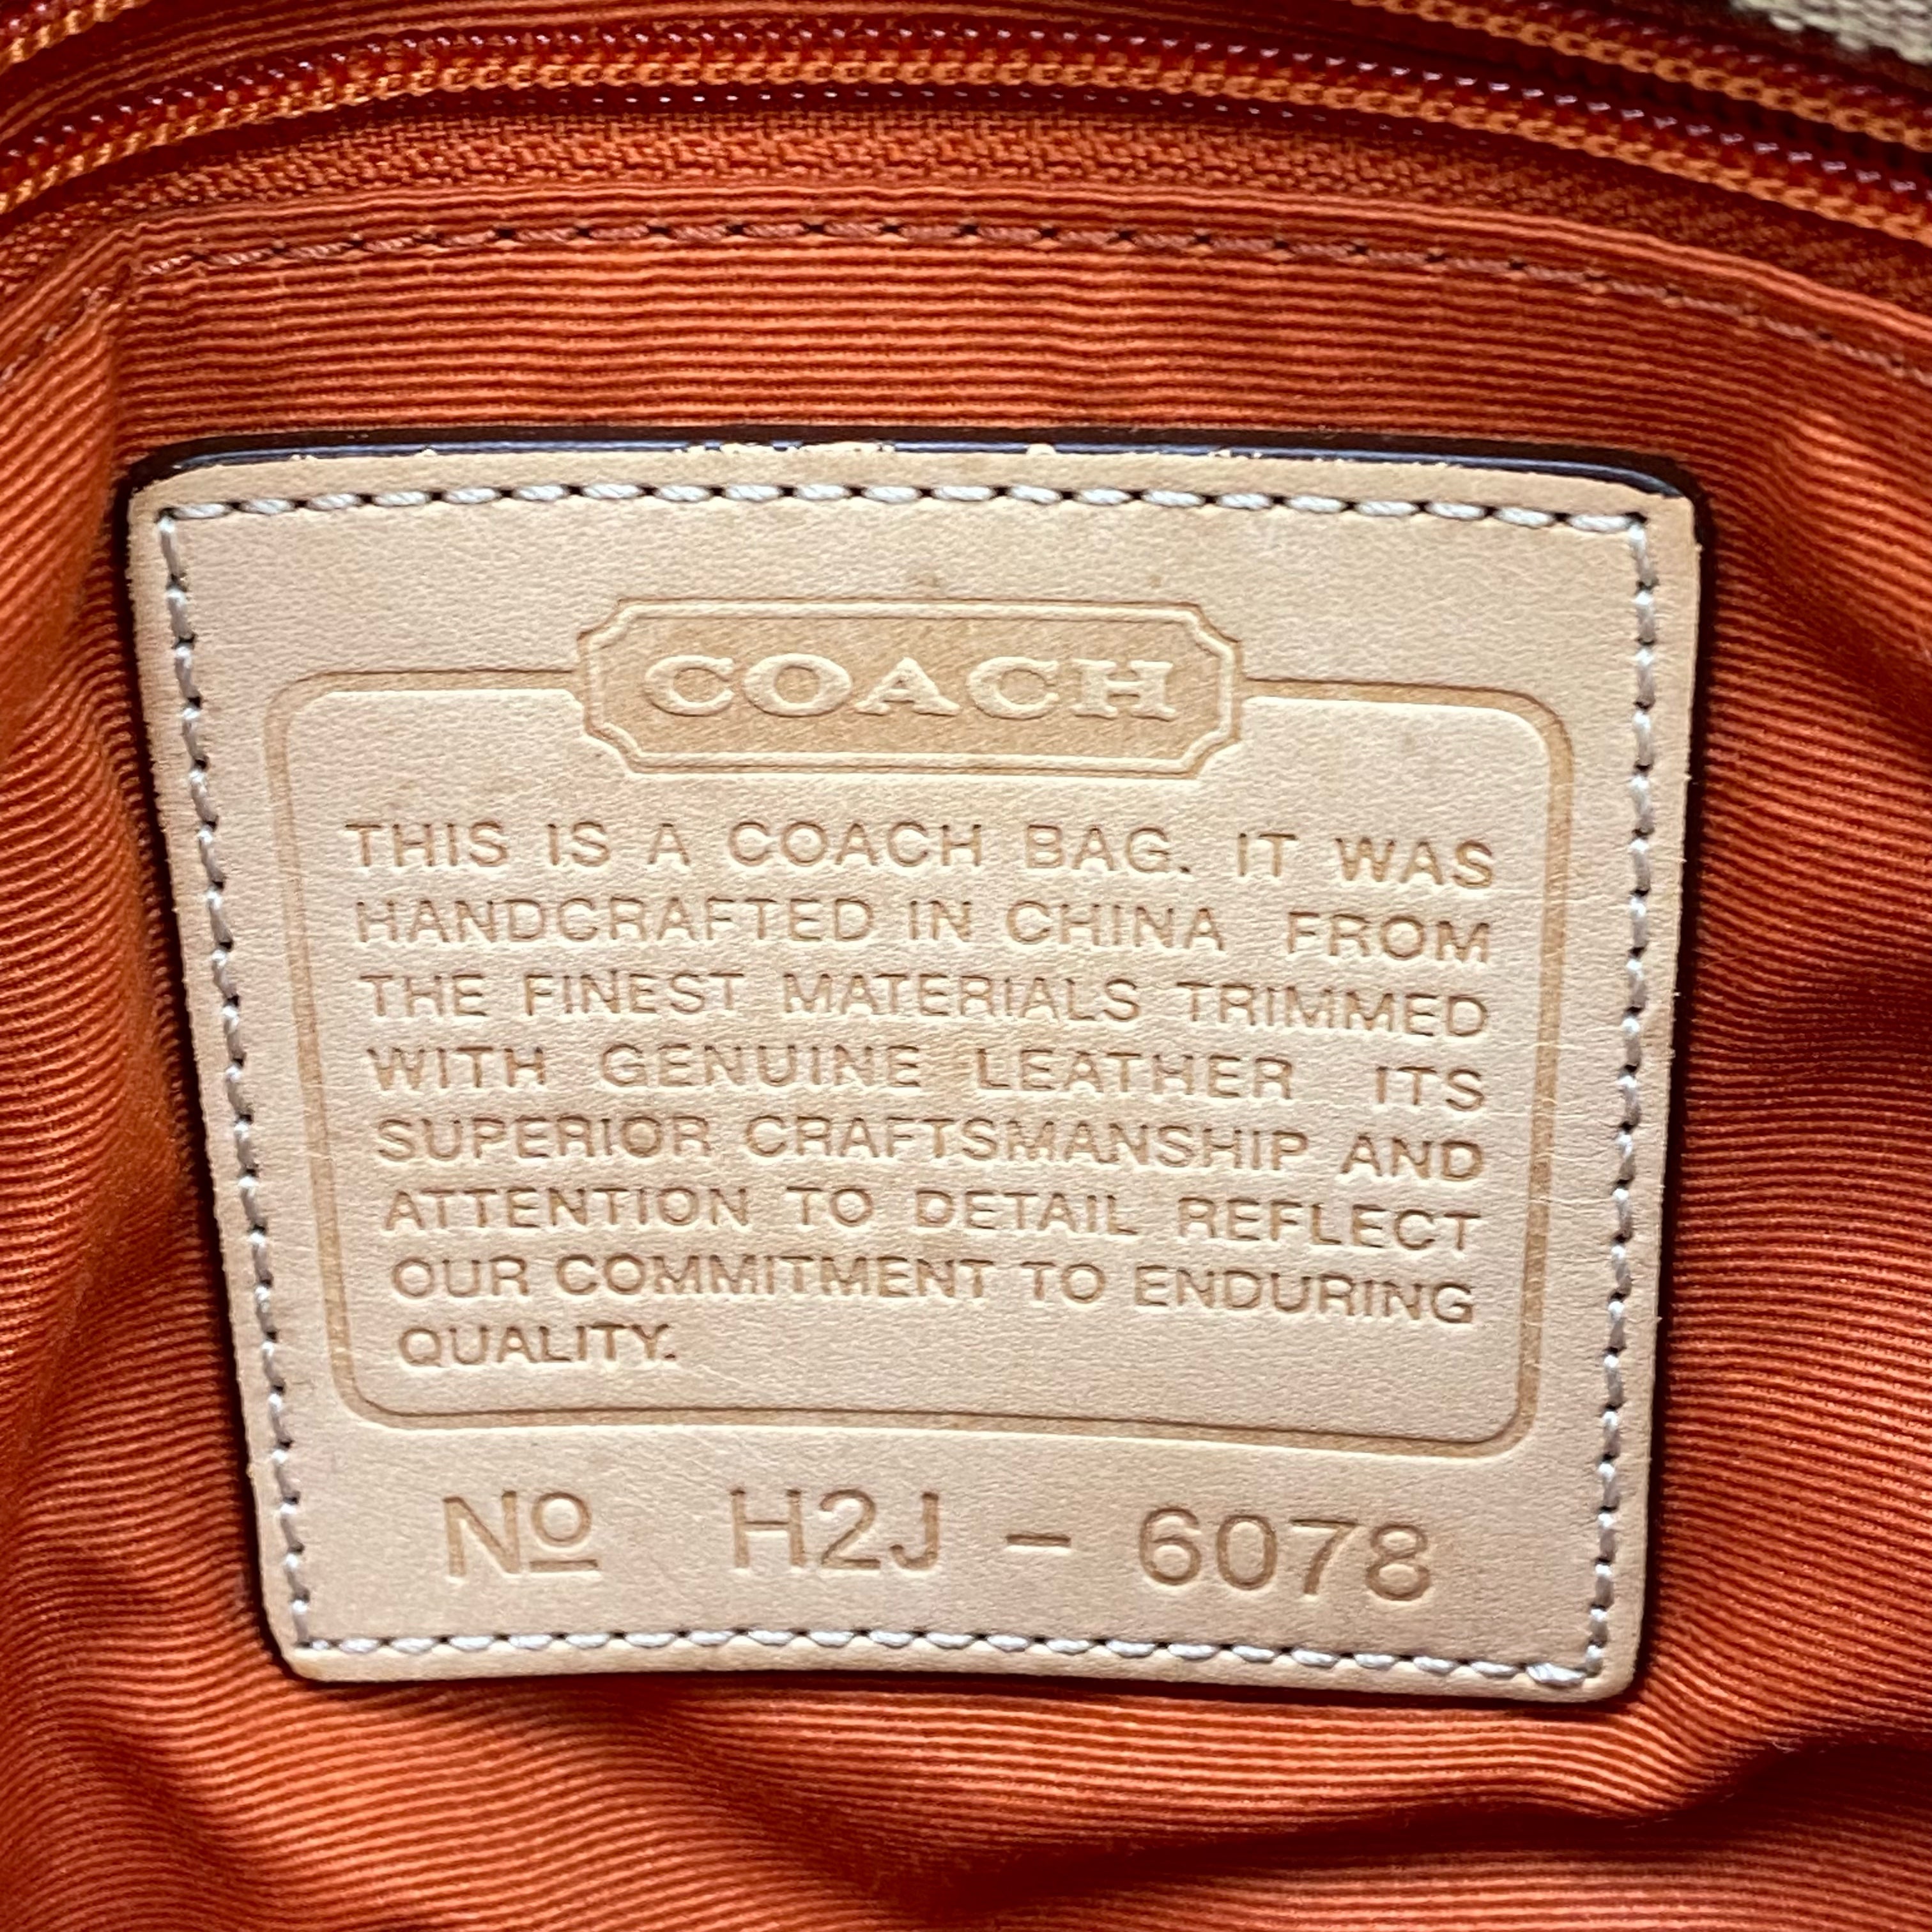 COACH
THIS IS A COACH BAG. IT WAS
HANDCRAFTED IN CHINA FROM
THE FINEST MATERIALS TRIMMED
WITH GENUINE LEATHER ITS
SUPERIOR CRAFTSMANSHIP AND
ATTENTION TO DETAIL REFLECT
OUR COMMITMENT TO ENDURING
QUALITY.
Nº H2J - 6078